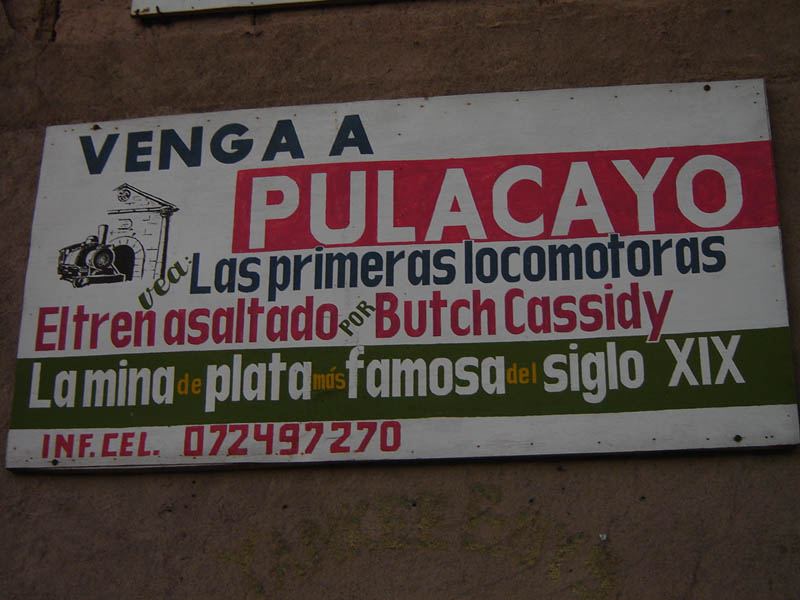 VENGA A
PULACAYO
vea: Las primeras locomotoras
El tren asaltado POR Butch Cassidy
La mina de plata más famosa del siglo XIX
INF. CEL. 072497270